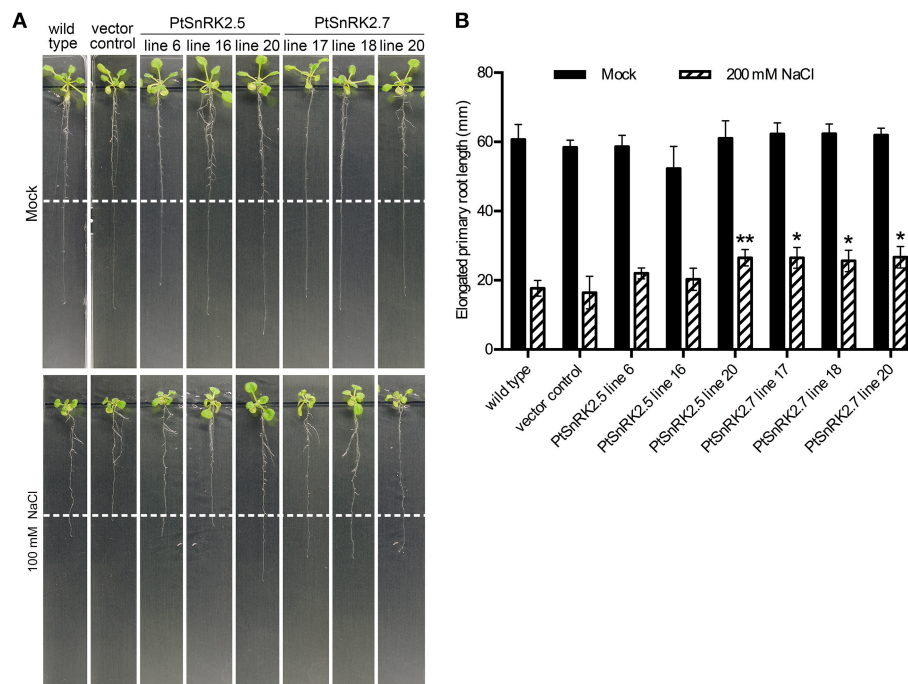 A
wild type
vector control
PtSnRK2.5
line 6 line 16 line 20
PtSnRK2.7
line 17 line 18 line 20
Mock
100 mM NaCl
B
Mock
200 mM NaCl
Elongated primary root length (mm)
80
60
40
20
0
** * * *
wild type
vector control
PtSnRK2.5 line 6
PtSnRK2.5 line 16
PtSnRK2.5 line 20
PtSnRK2.7 line 17
PtSnRK2.7 line 18
PtSnRK2.7 line 20